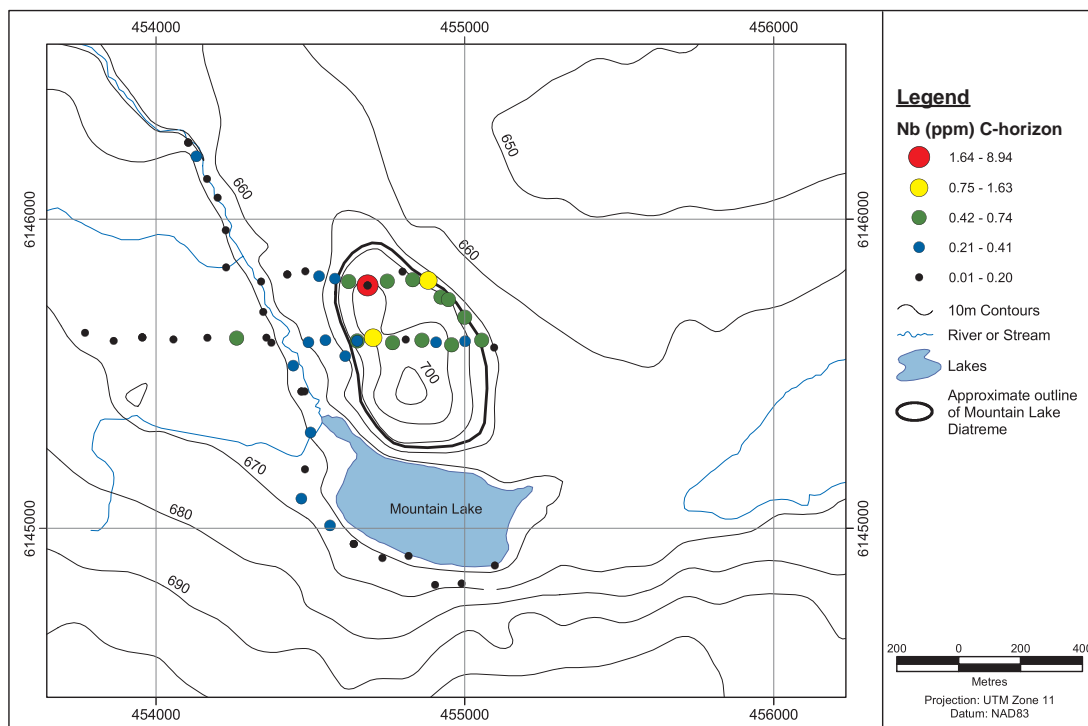 454000 455000 456000
650
660
6146000
660
6146000
700
670
Mountain Lake
680
6145000
690
6145000
454000 455000 456000
Legend
Nb (ppm) C-horizon
1.64 - 8.94
0.75 - 1.63
0.42 - 0.74
0.21 - 0.41
0.01 - 0.20
10m Contours
River or Stream
Lakes
Approximate outline
of Mountain Lake
Diatreme
200 0 200 400
Metres
Projection: UTM Zone 11
Datum: NAD83